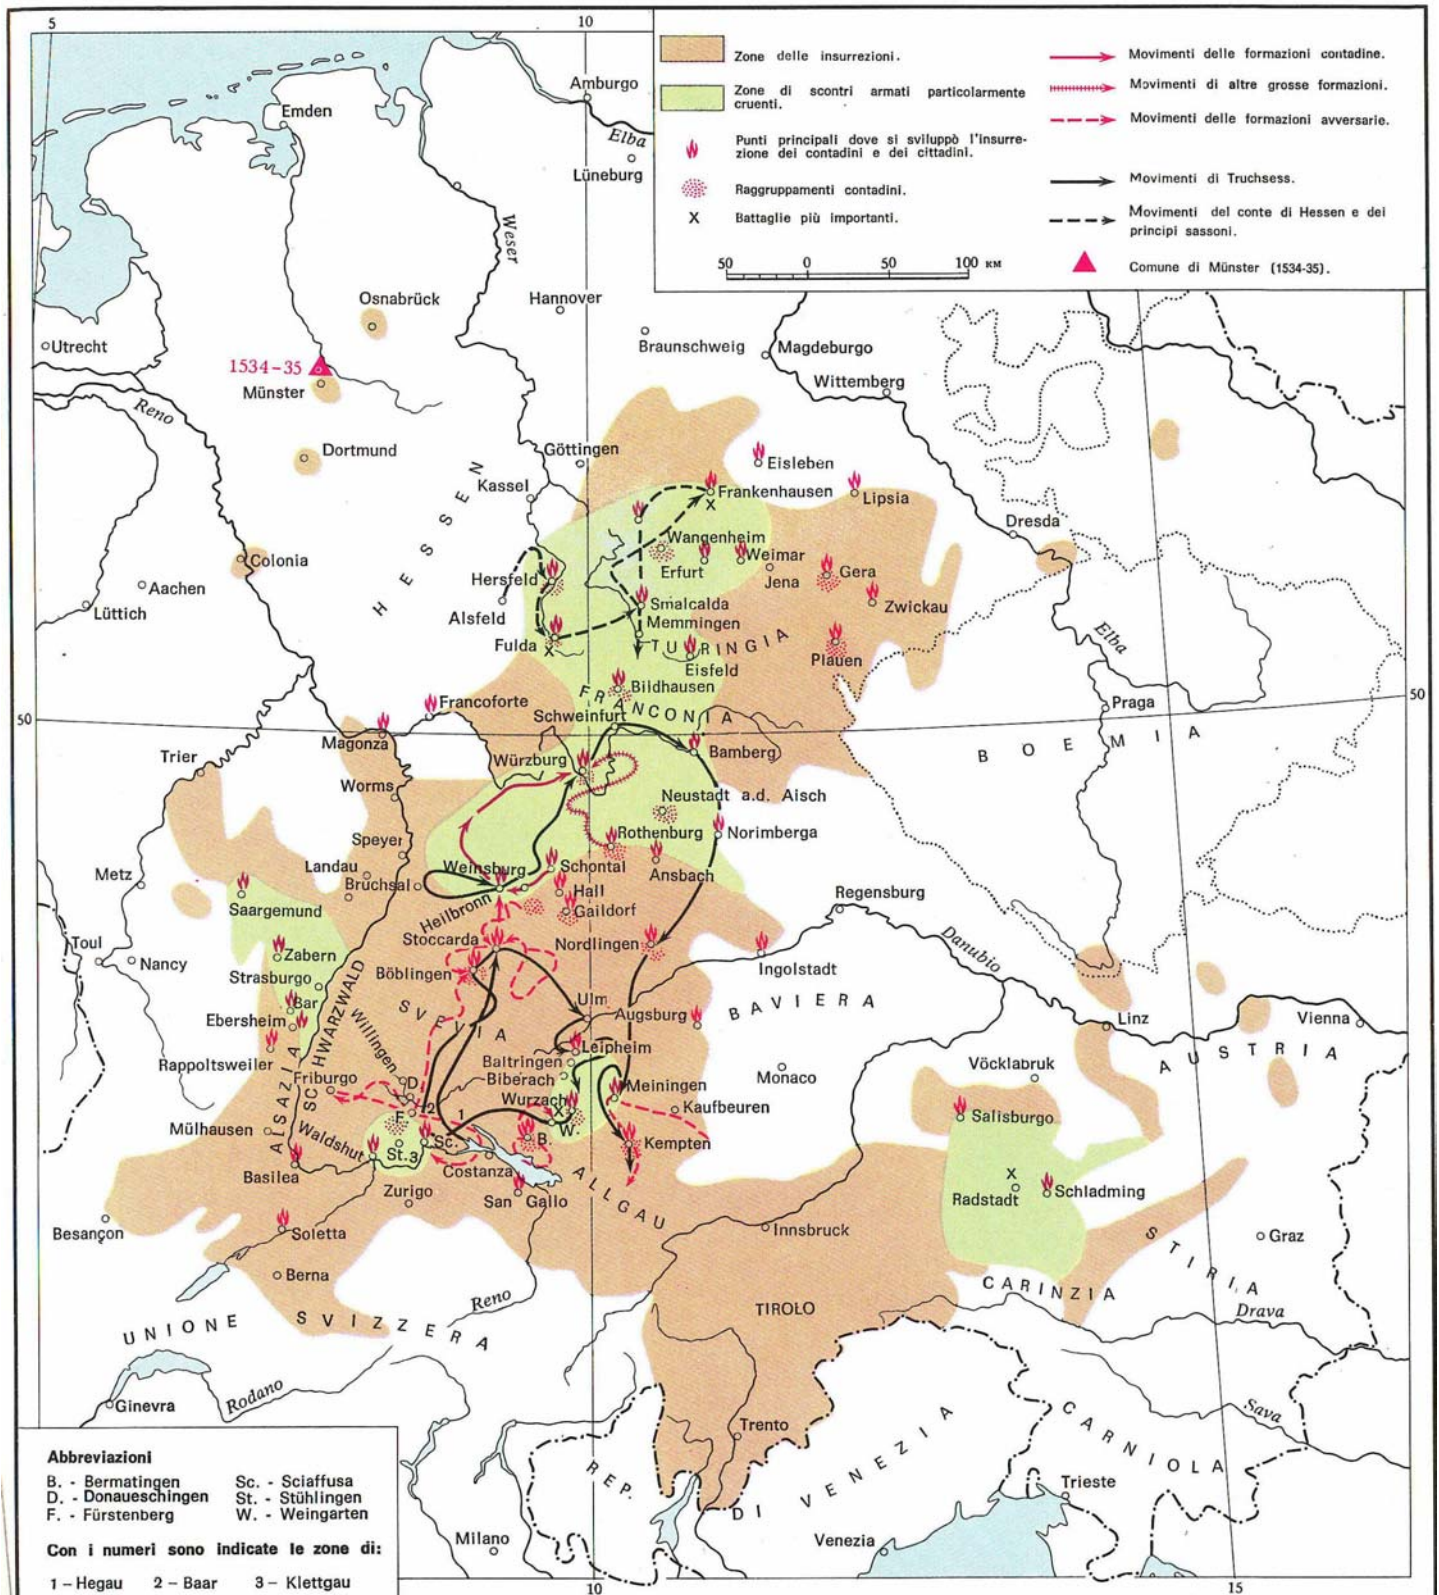 5
10
Zone delle insurrezioni.
Zone di scontri armati particolarmente
cruenti.
Punti principali dove si sviluppò l'insurre-
zione dei contadini e dei cittadini.
Raggruppamenti contadini.
X Battaglie più importanti.
Movimenti delle formazioni contadine.
Movimenti di altre grosse formazioni.
Movimenti delle formazioni avversarie.
Movimenti di Truchsess.
Movimenti del conte di Hessen e dei
principi sassoni.
Comune di Münster (1534-35).
50 0 50 100 KM
Amburgo
Emden
Elba
Lüneburg
Weser
Osnabrück
Hannover
Utrecht
Braunschweig
Magdeburgo
1534-35
Münster
Wittemberg
Reno
Dortmund
Göttingen
Eisleben
Kassel
Frankenhausen
X
Lipsia
HESSEN
Dresda
Wangenheim
Colonia
Erfurt
Weimar
Jena
Gera
Aachen
Hersfeld
Lüttich
Alsfeld
Smalcalda
Zwickau
Memmingen
Elba
Fulda
X
TURINGIA
Eisfeld
Plauen
Bildhausen
FRANCONIA
50
50
Francoforte
Schweinfurt
Praga
Magonza
BOEMIA
Trier
Würzburg
Bamberg
Worms
Neustadt a.d. Aisch
Speyer
Rothenburg
Norimberga
Landau
Weinsburg
Schontal
Ansbach
Metz
Bruchsal
Hall
Regensburg
Saargemund
Heilbronn
Gaildorf
Toul
Stoccarda
Nordlingen
Danubio
Nancy
Zabern
Böblingen
Ingolstadt
Strasburgo
SVEVIA
Bar
Ulm
Augsburg
BAVIERA
Linz
Vienna
Ebersheim
Willingen
Leipheim
AUSTRIA
Rappoltsweiler
SCHWARZWALD
Baltringen
Biberach
Monaco
Vöcklabruk
Friburgo
D.
Meiningen
Wurzach
X
F.
2
1
W.
Kaufbeuren
Salisburgo
Mülhausen
ALSAZIA
Waldshut
St.3
Sc.
B.
Kempten
Basilea
Costanza
ALLGAU
X
Radstadt
Schladming
Zurigo
San Gallo
Besançon
Soletta
Innsbruck
Graz
STIRIA
Berna
CARINZIA
Reno
TIROLO
Drava
UNIONE SVIZZERA
Rodano
Ginevra
Trento
CARNIOLA
Sava
REP. DI VENEZIA
Trieste
Milano
Venezia
Abbreviazioni
B. - Bermatingen Sc. - Sciaffusa
D. - Donaueschingen St. - Stühlingen
F. - Fürstenberg W. - Weingarten
Con i numeri sono indicate le zone di:
1 - Hegau 2 - Baar 3 - Klettgau
10
15